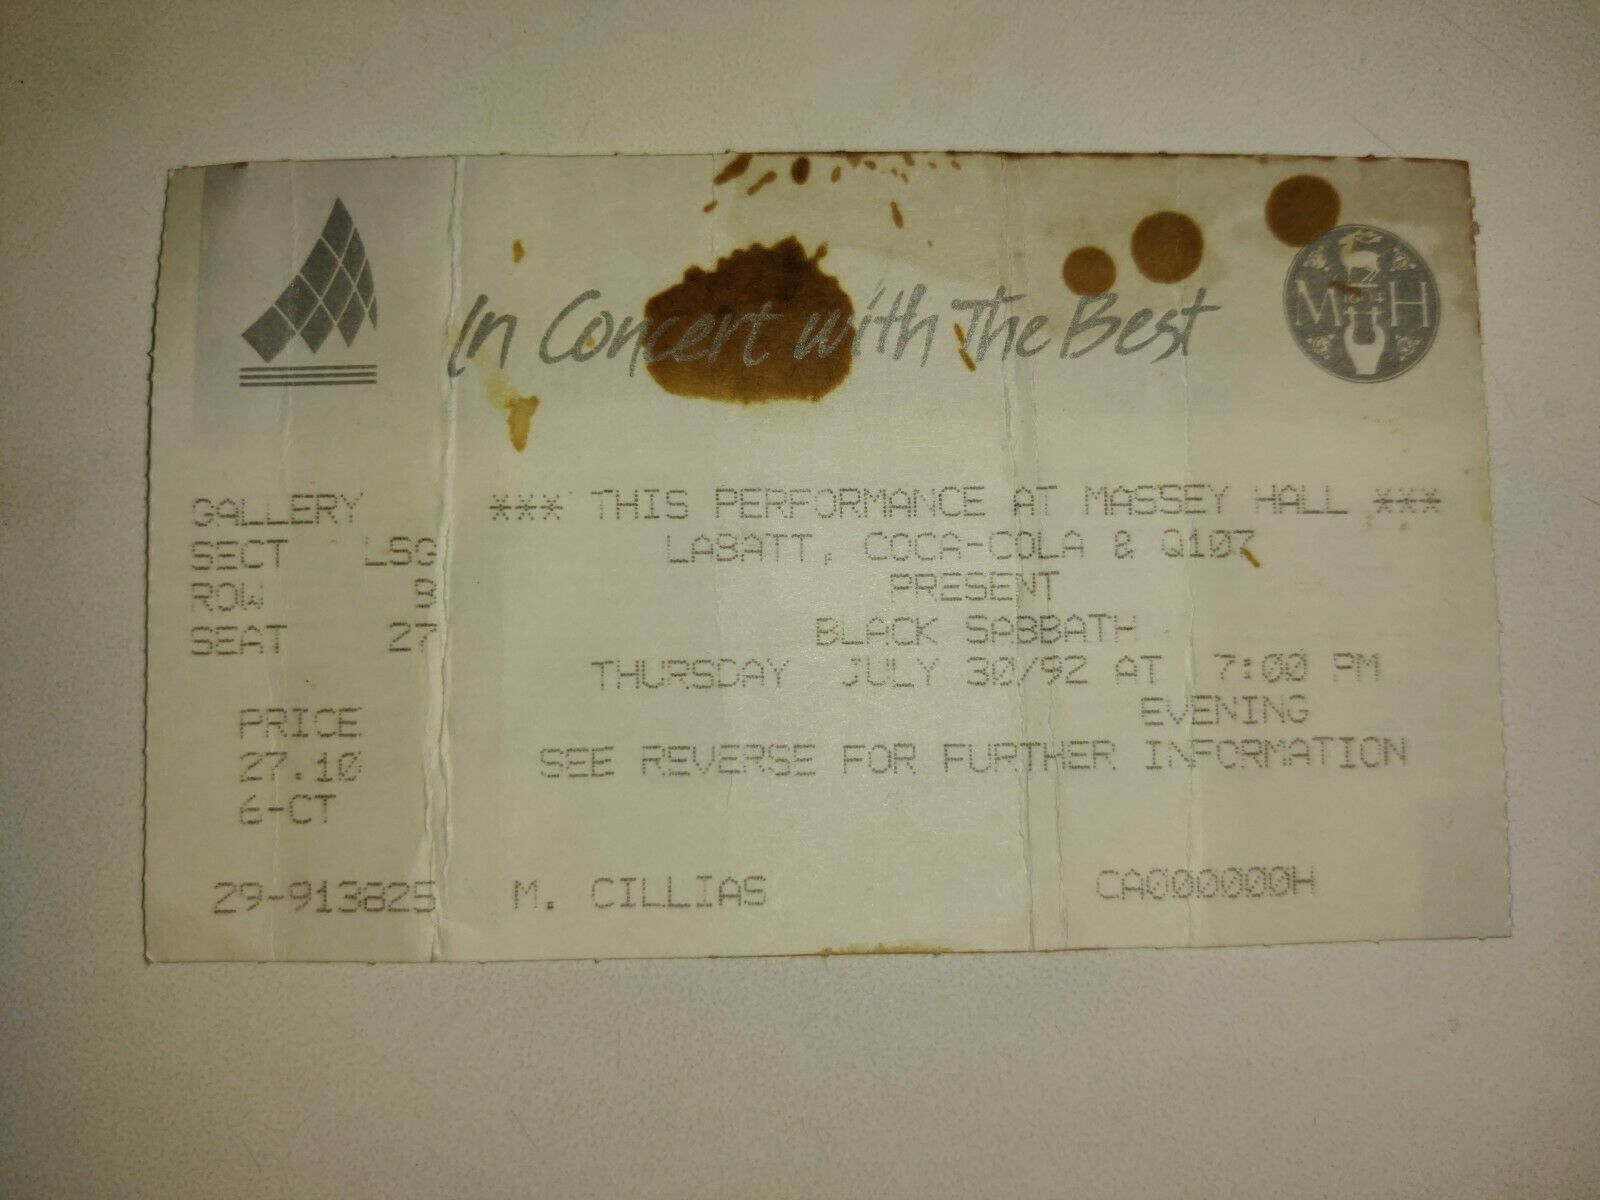 In Concert with The Best
M 1894 H
GALLERY
SECT LSG
ROW B
SEAT 27
PRICE
27.10
6-CT
29-913825
*** THIS PERFORMANCE AT MASSEY HALL ***
LABATT, COCA-COLA & Q107
PRESENT
BLACK SABBATH
THURSDAY JULY 30/92 AT 7:00 PM
EVENING
SEE REVERSE FOR FURTHER INFORMATION
M. CILLIAS
CA000000H